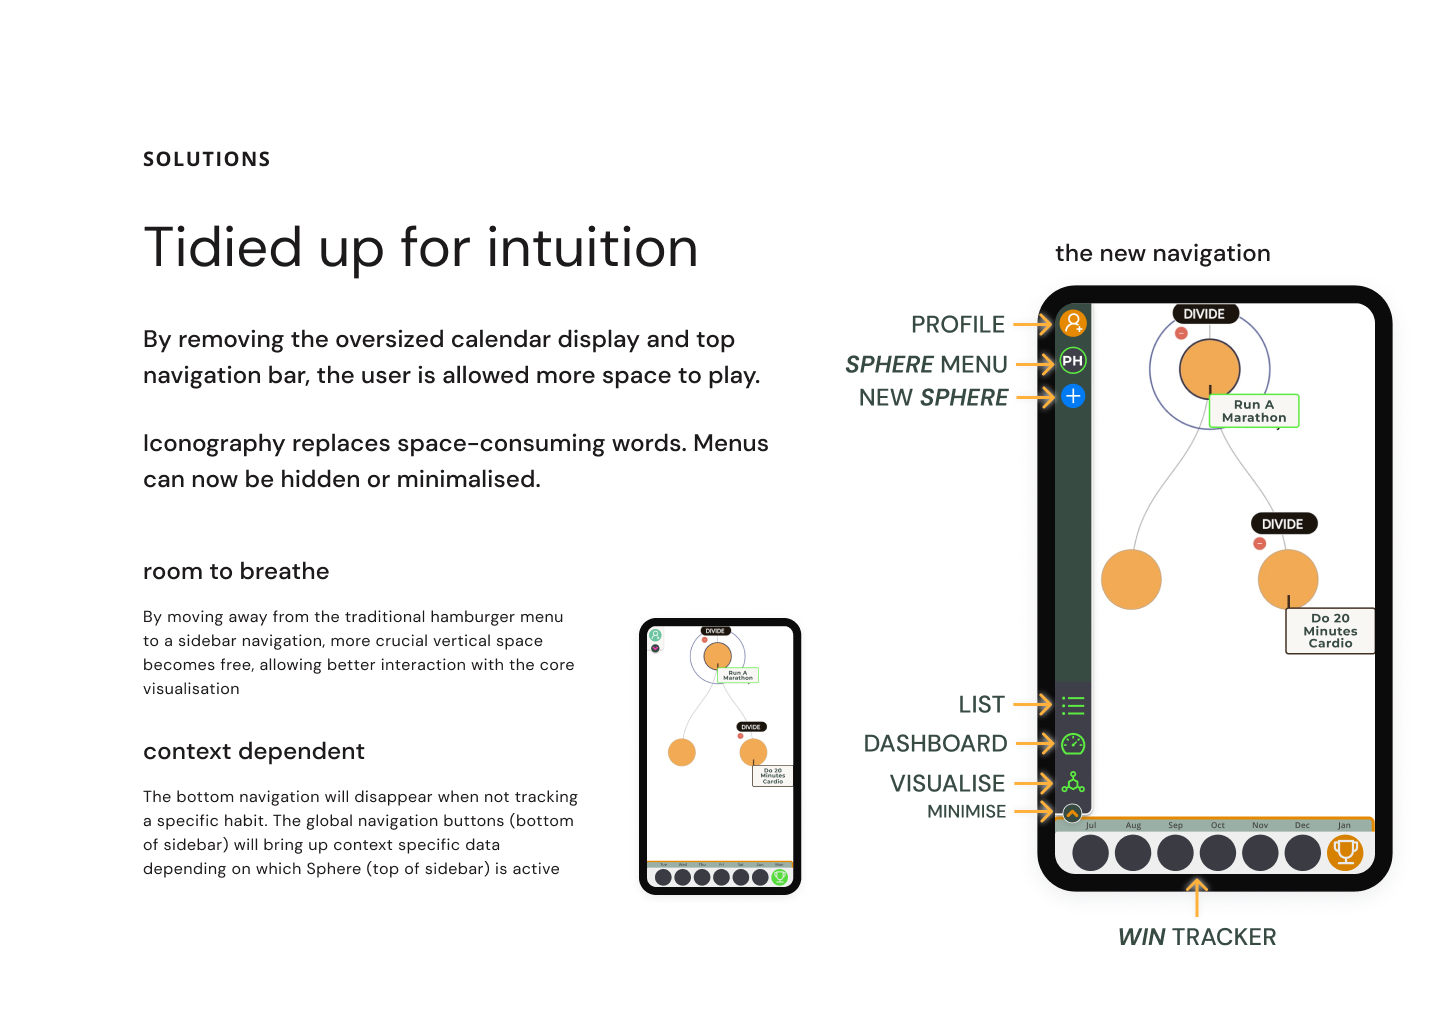 SOLUTIONS
Tidied up for intuition
By removing the oversized calendar display and top
navigation bar, the user is allowed more space to play.
Iconography replaces space-consuming words. Menus
can now be hidden or minimalised.
room to breathe
By moving away from the traditional hamburger menu
to a sidebar navigation, more crucial vertical space
becomes free, allowing better interaction with the core
visualisation
context dependent
The bottom navigation will disappear when not tracking
a specific habit. The global navigation buttons (bottom
of sidebar) will bring up context specific data
depending on which Sphere (top of sidebar) is active
DIVIDE
Run A
Marathon
DIVIDE
Do 20
Minutes
Cardio
Tue Wed Thu Fri Sat Sun Mon
the new navigation
PROFILE
SPHERE MENU
NEW SPHERE
LIST
DASHBOARD
VISUALISE
MINIMISE
PH
DIVIDE
Run A
Marathon
DIVIDE
Do 20
Minutes
Cardio
Jul Aug Sep Oct Nov Dec Jan
WIN TRACKER